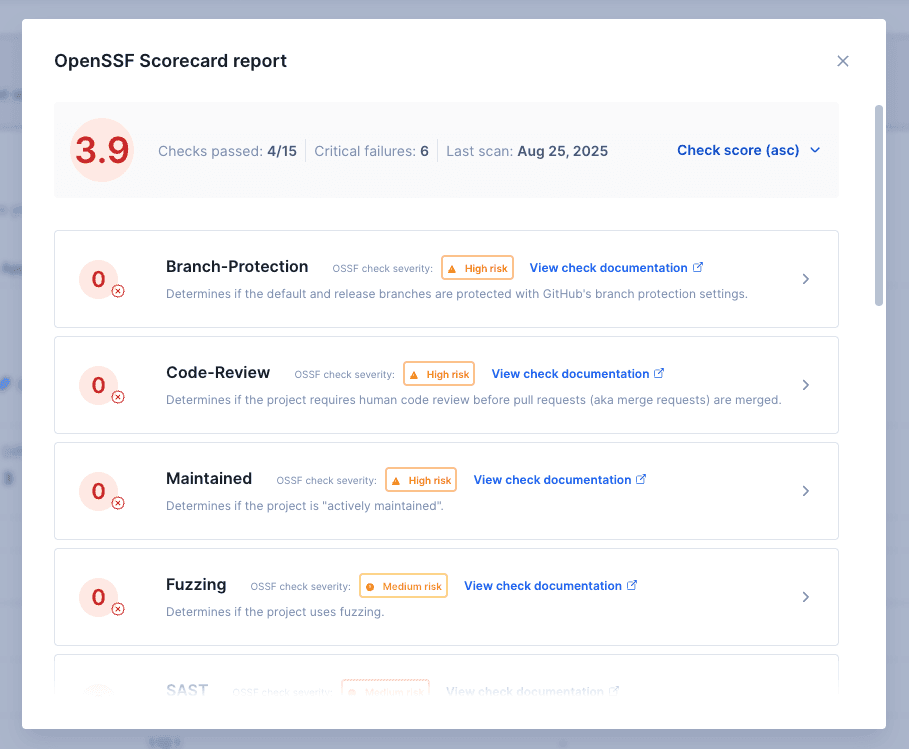 OpenSSF Scorecard report
3.9
Checks passed: 4/15 Critical failures: 6 Last scan: Aug 25, 2025 Check score (asc)
0
Branch-Protection OSSF check severity: High risk View check documentation
Determines if the default and release branches are protected with GitHub's branch protection settings.
0
Code-Review OSSF check severity: High risk View check documentation
Determines if the project requires human code review before pull requests (aka merge requests) are merged.
0
Maintained OSSF check severity: High risk View check documentation
Determines if the project is "actively maintained".
0
Fuzzing OSSF check severity: Medium risk View check documentation
Determines if the project uses fuzzing.
SAST OSSF check severity: Medium risk View check documentation